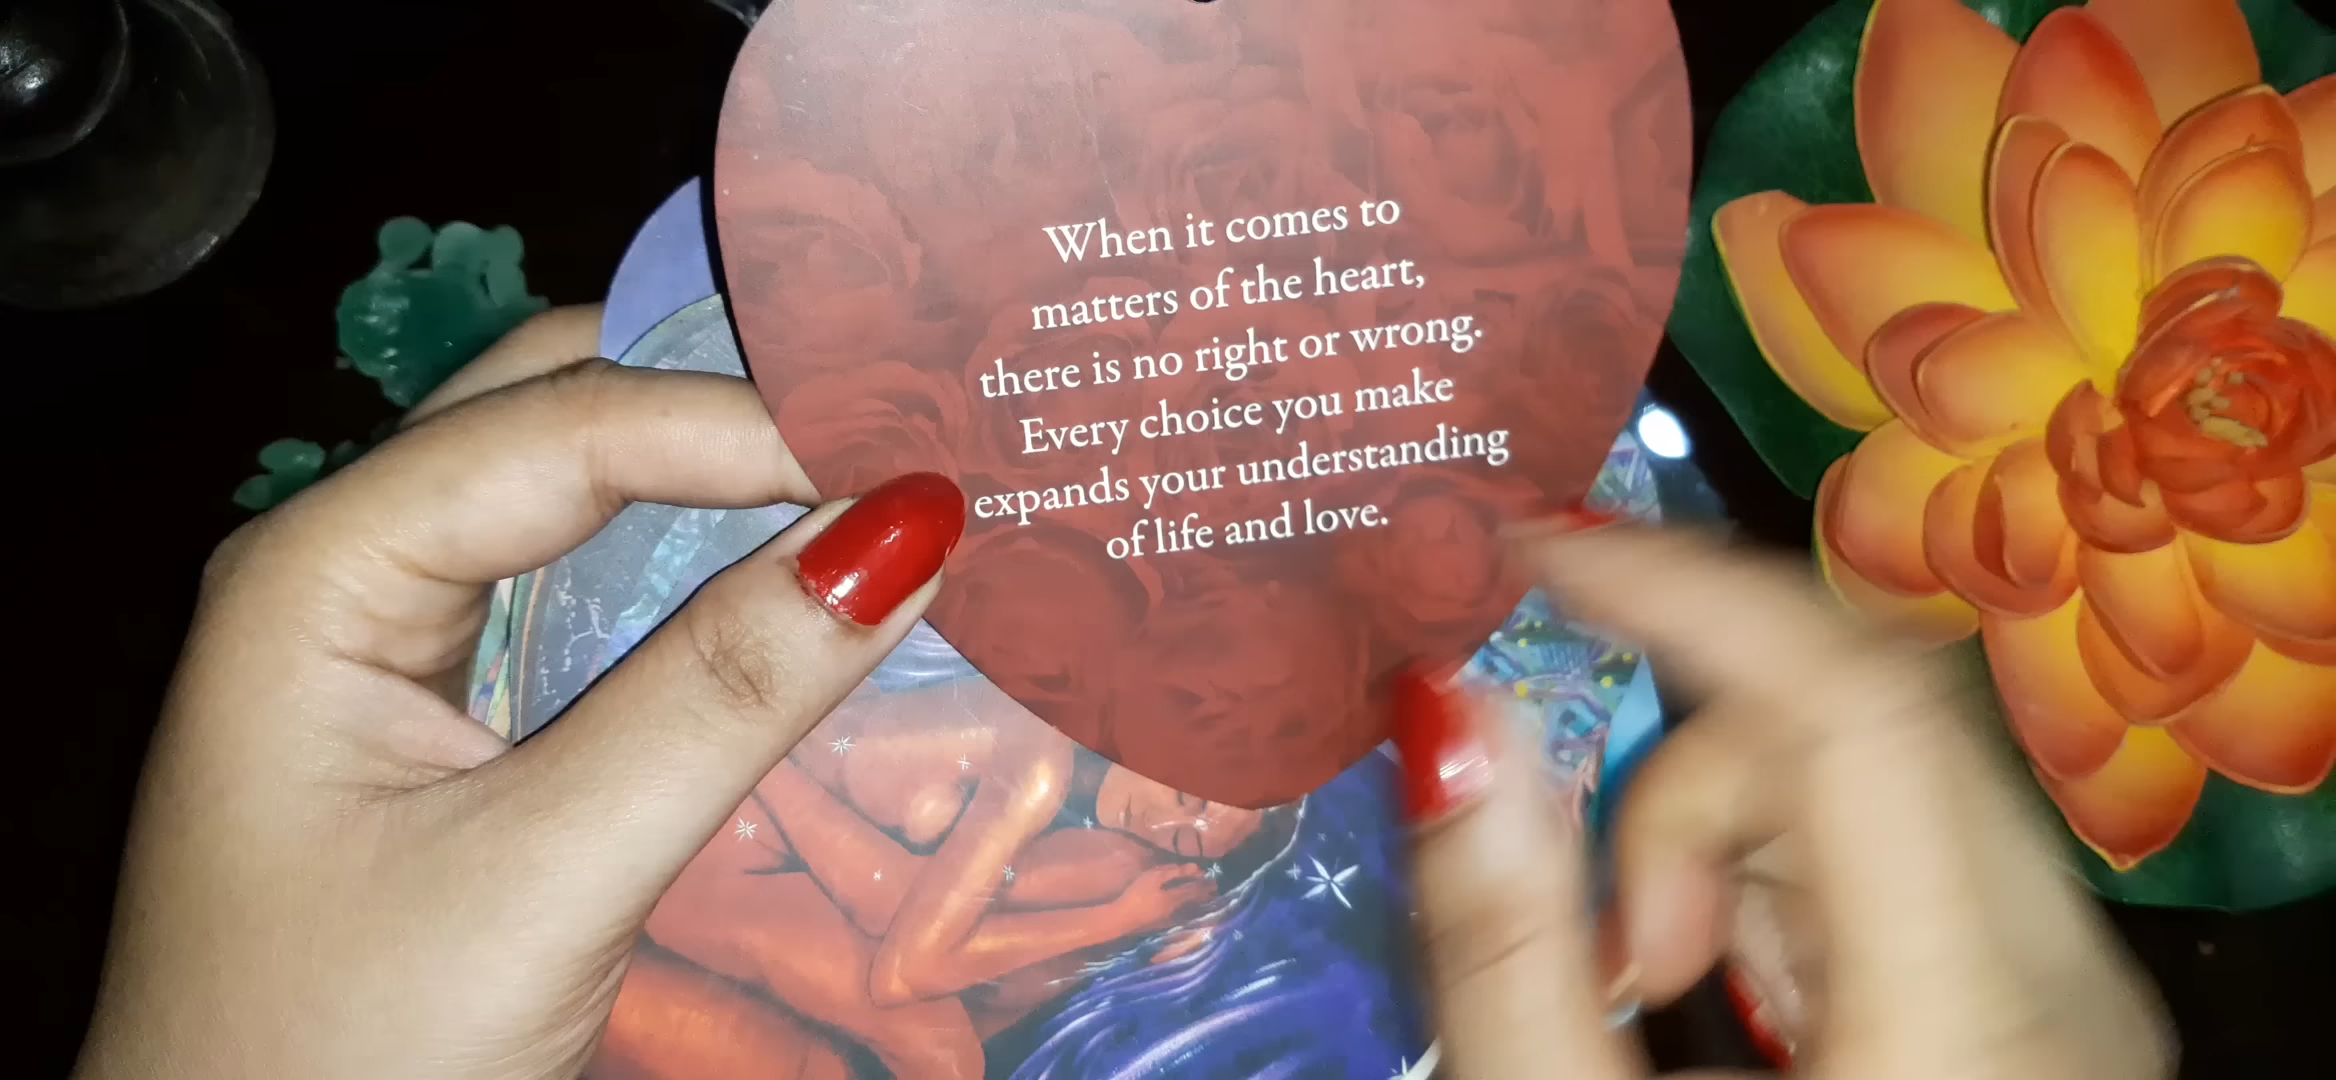 When it comes to
matters of the heart,
there is no right or wrong.
Every choice you make
expands your understanding
of life and love.